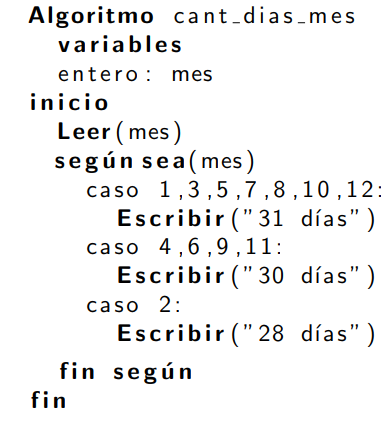 Algoritmo cant_dias_mes
variables
entero: mes
inicio
Leer(mes)
según sea(mes)
caso 1,3,5,7,8,10,12:
Escribir("31 días")
caso 4,6,9,11:
Escribir("30 días")
caso 2:
Escribir("28 días")
fin según
fin